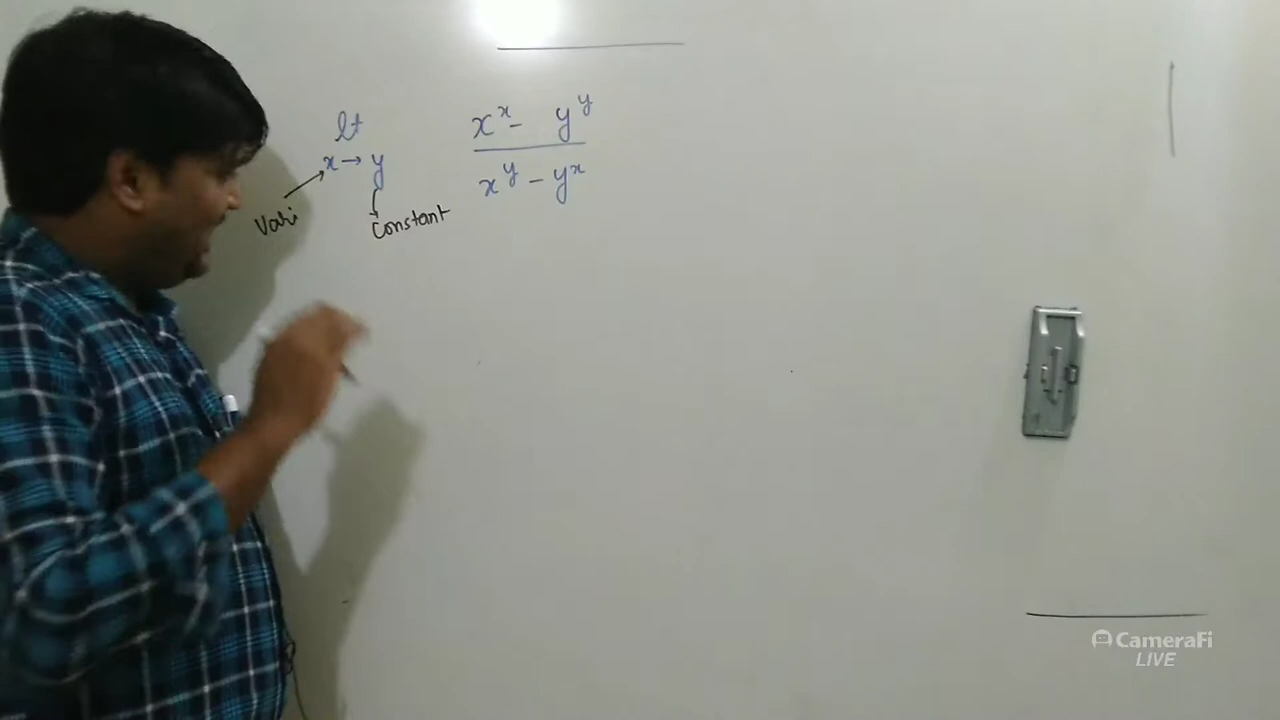 lt x → y (x^x - y^y) / (x^y - y^x)
Vari
Constant
CameraFi
LIVE